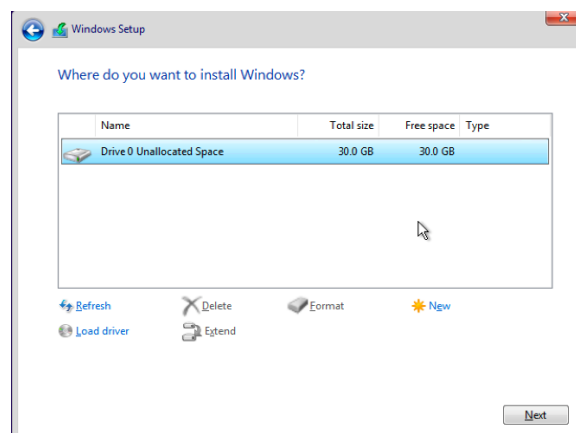 Windows Setup
Where do you want to install Windows?
Name Total size Free space Type
Drive 0 Unallocated Space 30.0 GB 30.0 GB
Refresh Delete Format New
Load driver Extend
Next